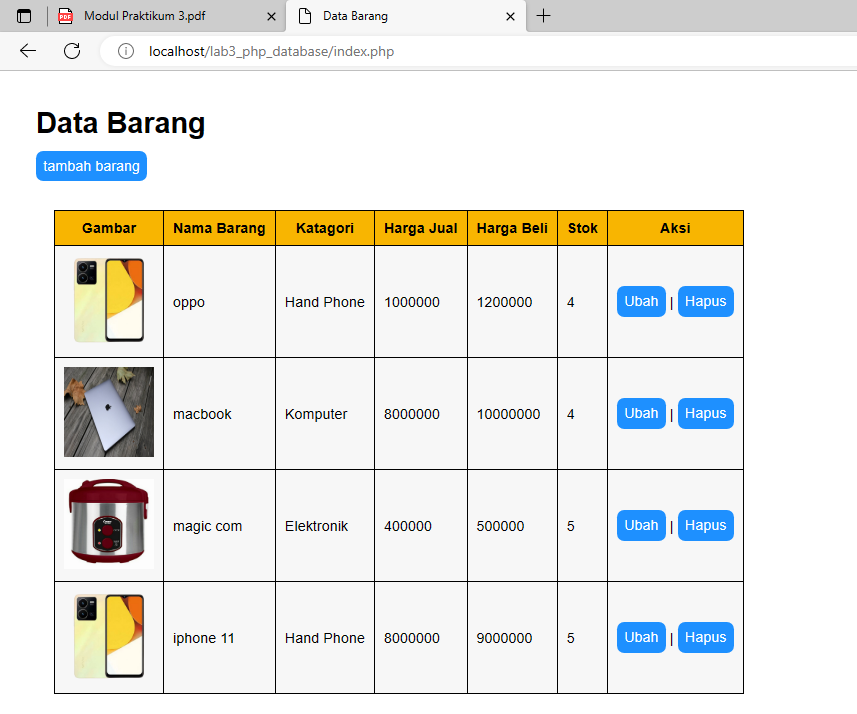 Modul Praktikum 3.pdf
Data Barang
localhost/lab3_php_database/index.php
Data Barang
tambah barang
Gambar Nama Barang Katagori Harga Jual Harga Beli Stok Aksi
oppo Hand Phone 1000000 1200000 4 Ubah | Hapus
macbook Komputer 8000000 10000000 4 Ubah | Hapus
magic com Elektronik 400000 500000 5 Ubah | Hapus
iphone 11 Hand Phone 8000000 9000000 5 Ubah | Hapus